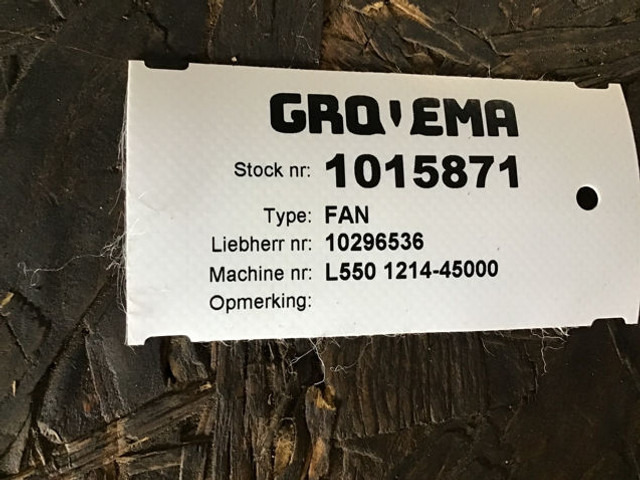 GRO'EMA
Stock nr: 1015871
Type: FAN
Liebherr nr: 10296536
Machine nr: L550 1214-45000
Opmerking: